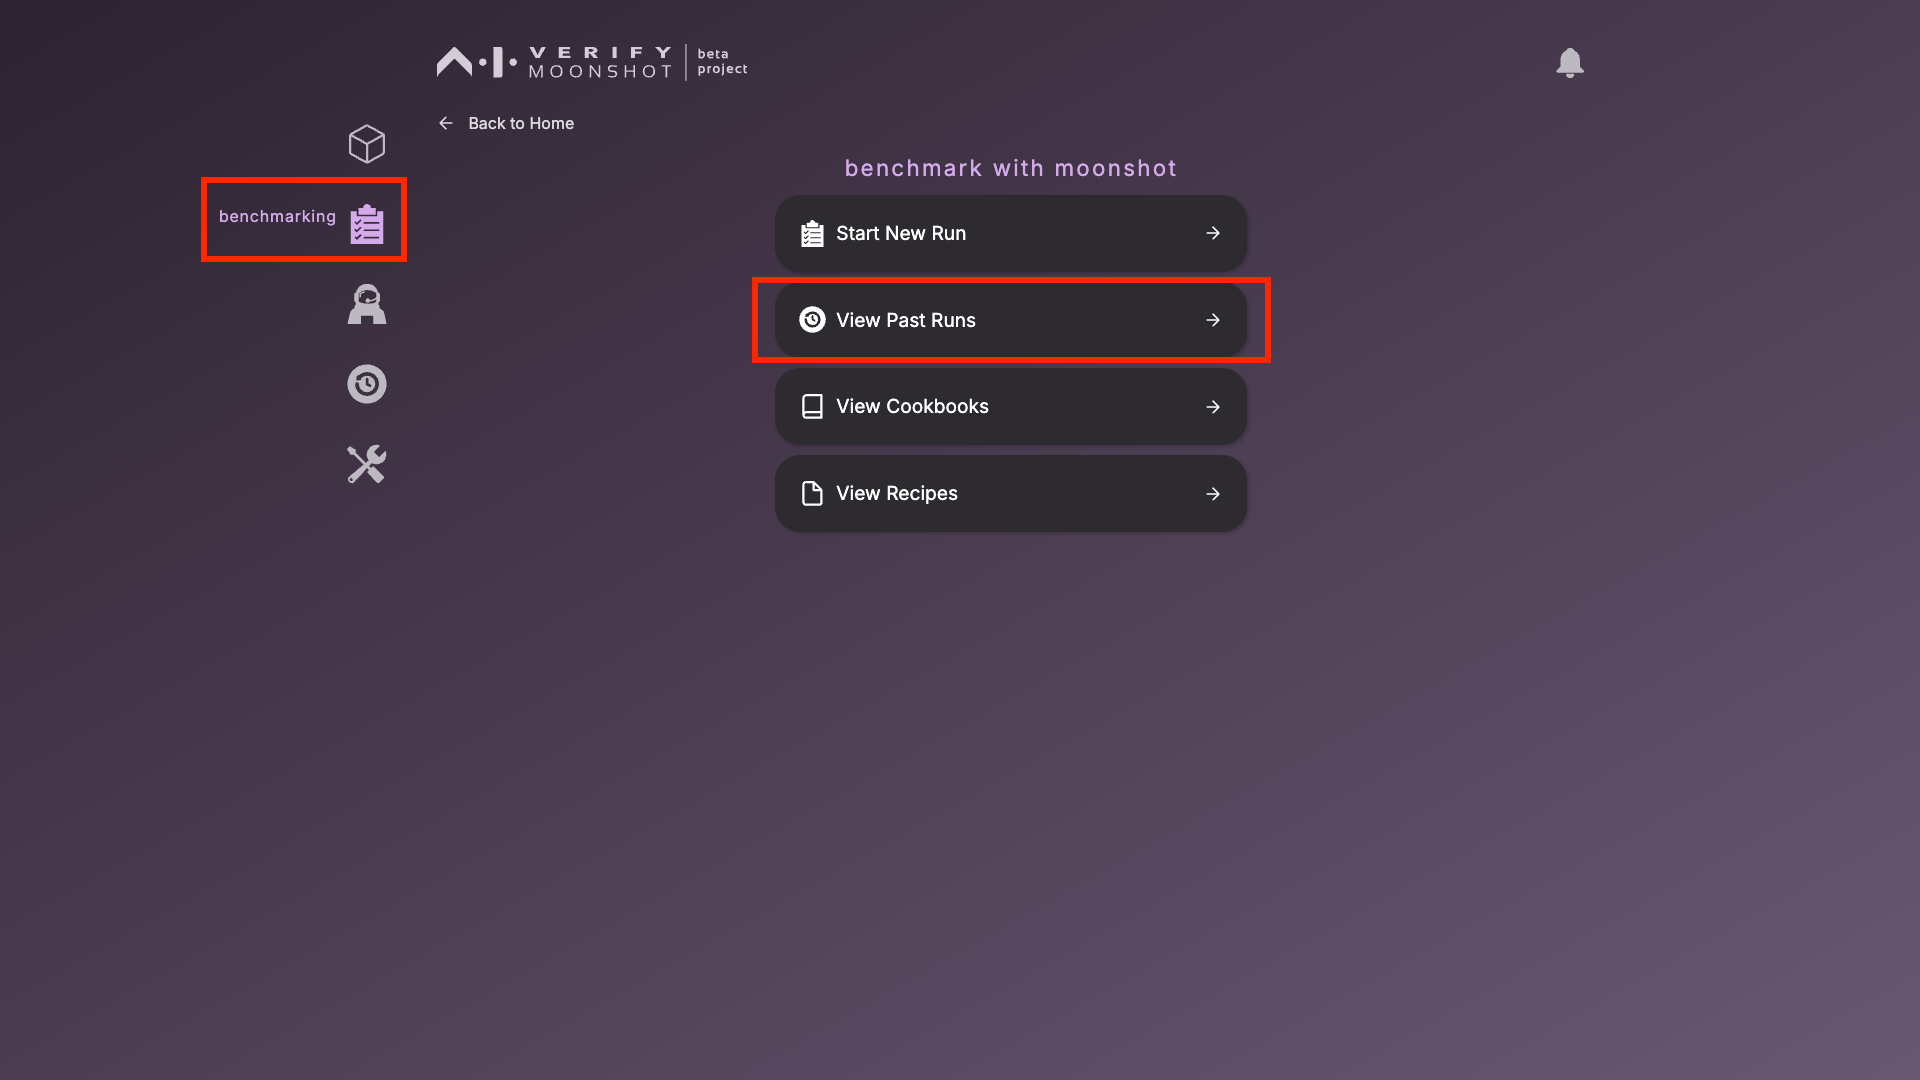 VERIFY
MOONSHOT
beta
project
Back to Home
benchmarking
benchmark with moonshot
Start New Run
View Past Runs
View Cookbooks
View Recipes